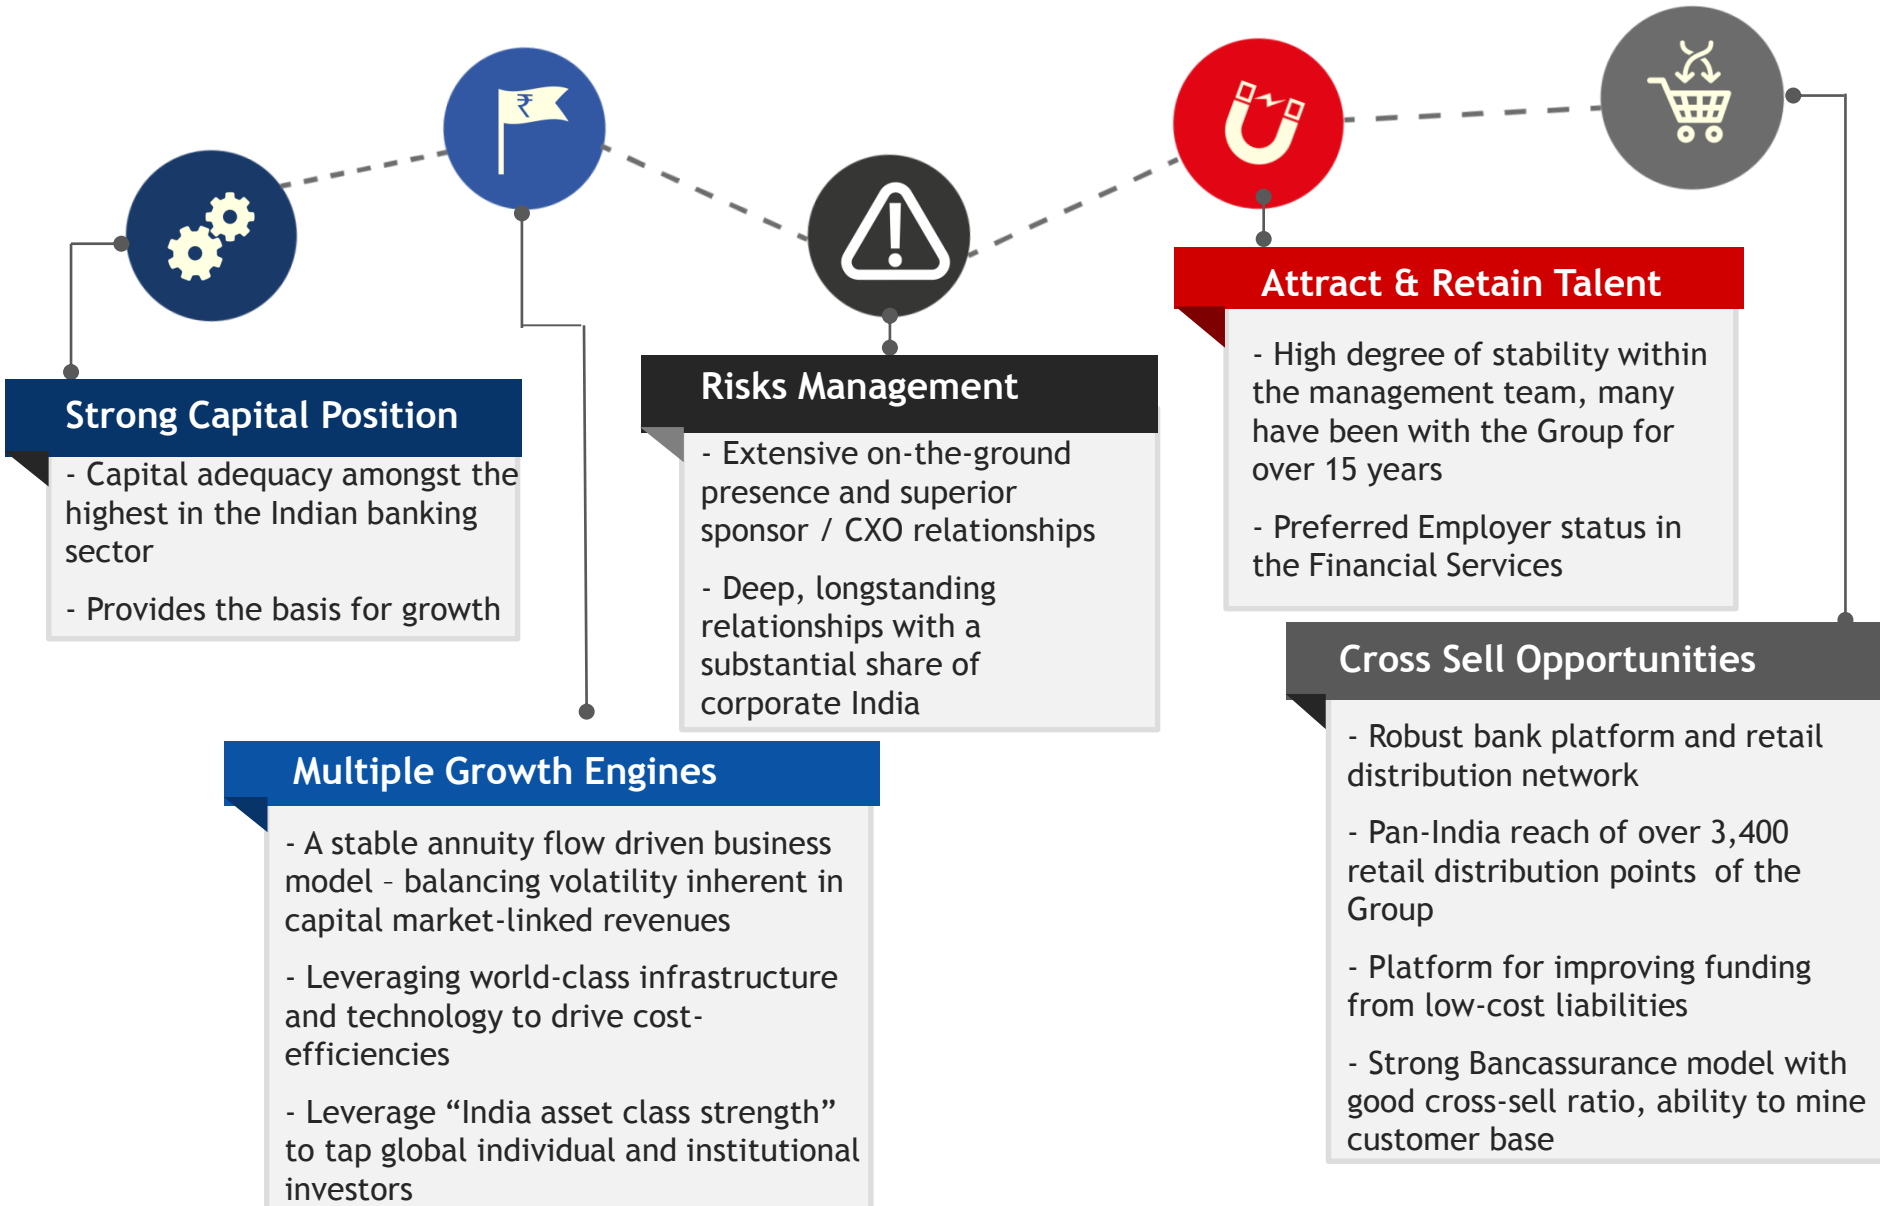 ₹
Strong Capital Position
- Capital adequacy amongst the
highest in the Indian banking
sector
- Provides the basis for growth
Multiple Growth Engines
- A stable annuity flow driven business
model – balancing volatility inherent in
capital market-linked revenues
- Leveraging world-class infrastructure
and technology to drive cost-
efficiencies
- Leverage “India asset class strength”
to tap global individual and institutional
investors
Risks Management
- Extensive on-the-ground
presence and superior
sponsor / CXO relationships
- Deep, longstanding
relationships with a
substantial share of
corporate India
Attract & Retain Talent
- High degree of stability within
the management team, many
have been with the Group for
over 15 years
- Preferred Employer status in
the Financial Services
Cross Sell Opportunities
- Robust bank platform and retail
distribution network
- Pan-India reach of over 3,400
retail distribution points  of the
Group
- Platform for improving funding
from low-cost liabilities
- Strong Bancassurance model with
good cross-sell ratio, ability to mine
customer base